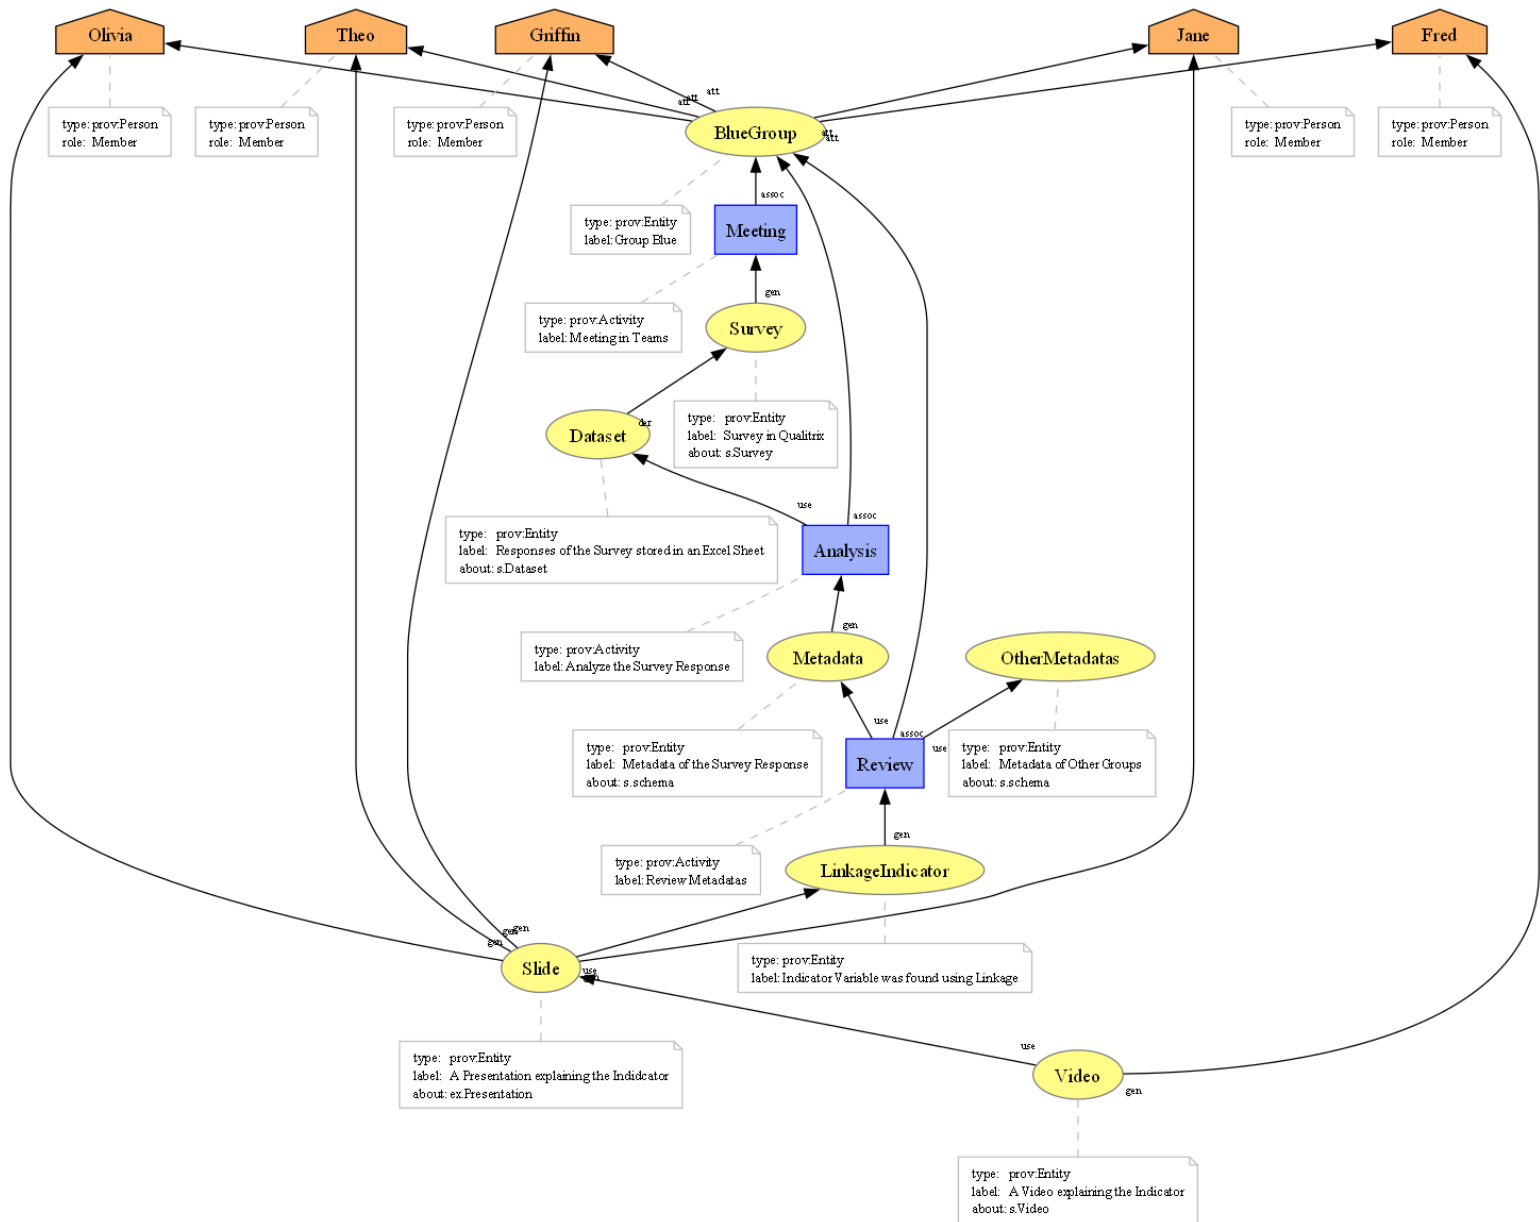 Olivia
Theo
Griffin
Jane
Fred
type: prov:Person
role: Member
type: prov:Person
role: Member
type: prov:Person
role: Member
att
att
att
BlueGroup
att
att
type: prov:Person
role: Member
type: prov:Person
role: Member
assoc
type: prov:Entity
label: Group Blue
Meeting
gen
type: prov:Activity
label: Meeting in Teams
Survey
der
Dataset
type: prov:Entity
label: Survey in Qualitrix
about: s.Survey
use
assoc
type: prov:Entity
label: Responses of the Survey stored in an Excel Sheet
about: s.Dataset
Analysis
gen
type: prov:Activity
label: Analyze the Survey Response
Metadata
OtherMetadatas
use
assoc
use
type: prov:Entity
label: Metadata of the Survey Response
about: s.schema
Review
type: prov:Entity
label: Metadata of Other Groups
about: s.schema
gen
type: prov:Activity
label: Review Metadatas
LinkageIndicator
gen
gen
gen
Slide
use
type: prov:Entity
label: Indicator Variable was found using Linkage
use
type: prov:Entity
label: A Presentation explaining the Indidcator
about: ex.Presentation
Video
gen
type: prov:Entity
label: A Video explaining the Indicator
about: s.Video